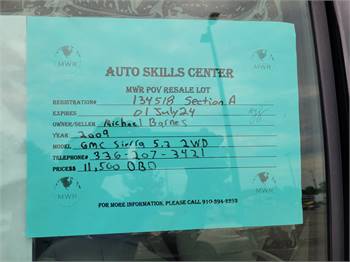 AUTO SKILLS CENTER
MWR POV RESALE LOT
REGISTRATION# 134518 Section A
EXPIRES 01 July 24
OWNER/SELLER Michael Barnes
YEAR 2009
MODEL GMC Sierra 5.3 2WD
TELEPHONE# 336-207-3421
PRICE$$ 11,500 OBO
FOR MORE INFORMATION, PLEASE CALL 910-394-2293
MWR
MWR
MWR
MWR